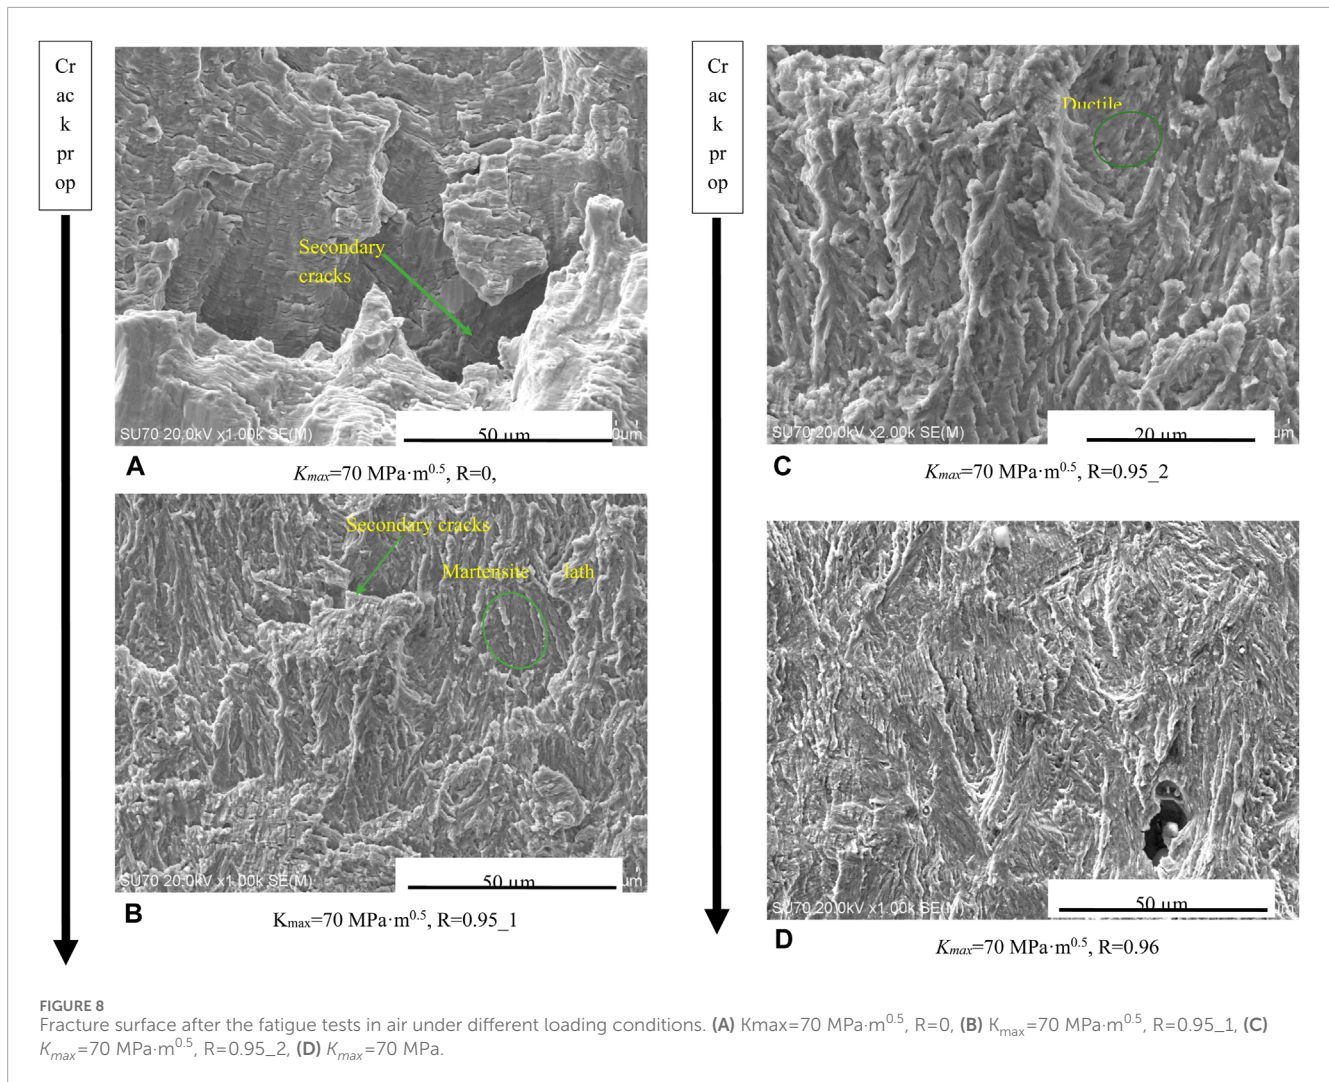 Cr
ac
k
pr
op
Secondary
cracks
SU70 20.0kV x1.00k SE(M)
50 μm
0um
A
Kmax=70 MPa·m0.5, R=0,
Secondary cracks
Martensite lath
SU70 20.0kV x1.00k SE(M)
50 μm
um
B
Kmax=70 MPa·m0.5, R=0.95_1
Cr
ac
k
pr
op
Ductile
SU70 20.0kV x2.00k SE(M)
20 μm
C
Kmax=70 MPa·m0.5, R=0.95_2
SU70 20.0kV x1.00k SE(M)
50 μm
um
D
Kmax=70 MPa·m0.5, R=0.96
FIGURE 8
Fracture surface after the fatigue tests in air under different loading conditions. (A) Kmax=70 MPa·m0.5, R=0, (B) Kmax=70 MPa·m0.5, R=0.95_1, (C)
Kmax=70 MPa·m0.5, R=0.95_2, (D) Kmax=70 MPa.